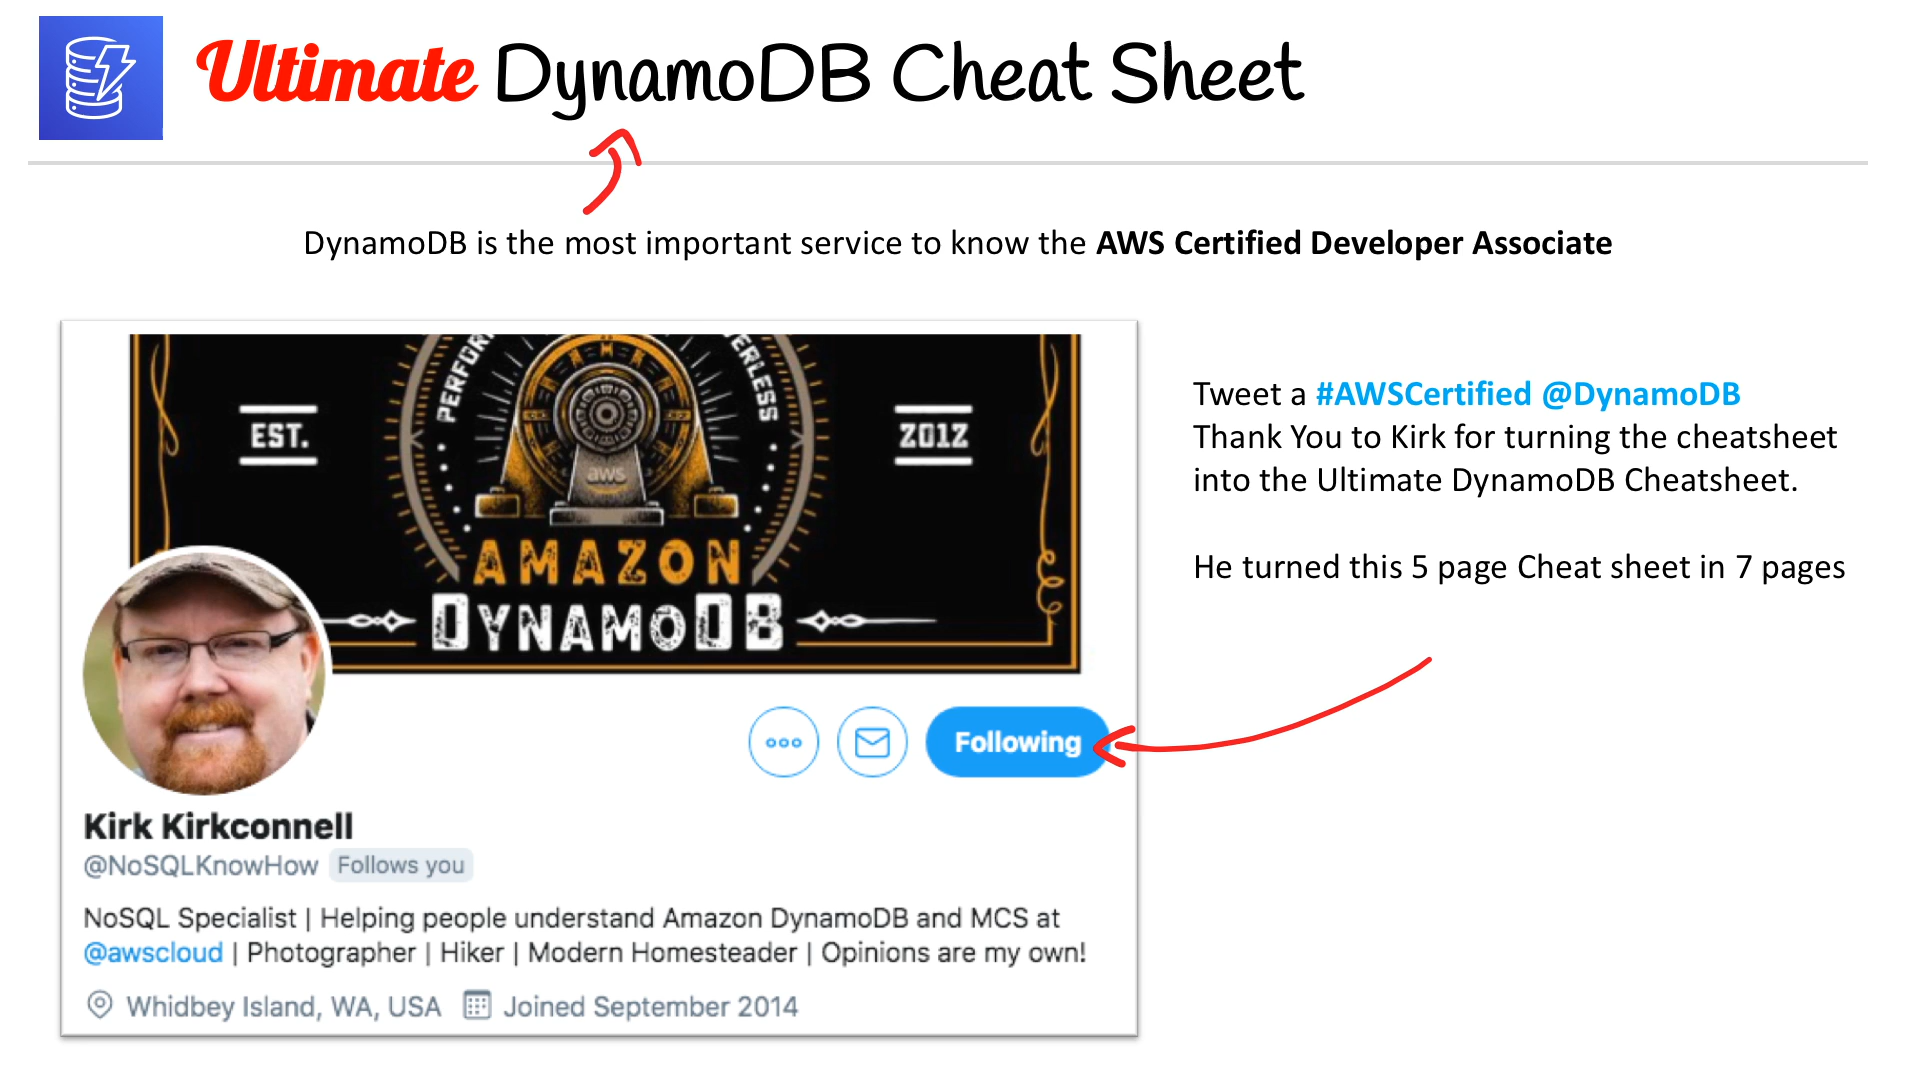 Ultimate DynamoDB Cheat Sheet
DynamoDB is the most important service to know the AWS Certified Developer Associate
EST.
2012
aws
AMAZON
DYNAMODB
Tweet a #AWSCertified @DynamoDB
Thank You to Kirk for turning the cheatsheet
into the Ultimate DynamoDB Cheatsheet.
He turned this 5 page Cheat sheet in 7 pages
Following
Kirk Kirkconnell
@NoSQLKnowHow Follows you
NoSQL Specialist | Helping people understand Amazon DynamoDB and MCS at
@awscloud | Photographer | Hiker | Modern Homesteader | Opinions are my own!
Whidbey Island, WA, USA Joined September 2014